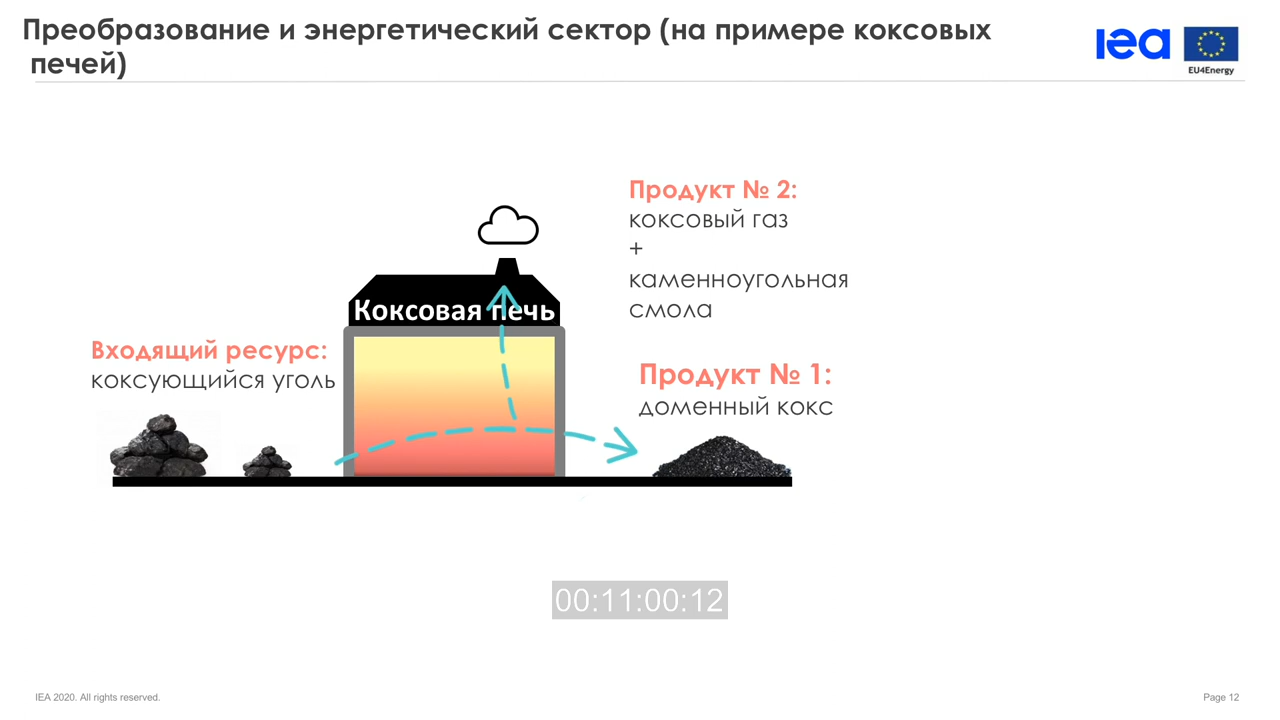 Преобразование и энергетический сектор (на примере коксовых
печей)
iea
EU4Energy
Продукт № 2:
коксовый газ
+
каменноугольная
смола
Коксовая печь
Входящий ресурс:
коксующийся уголь
Продукт № 1:
доменный кокс
00:11:00:12
IEA 2020. All rights reserved.
Page 12